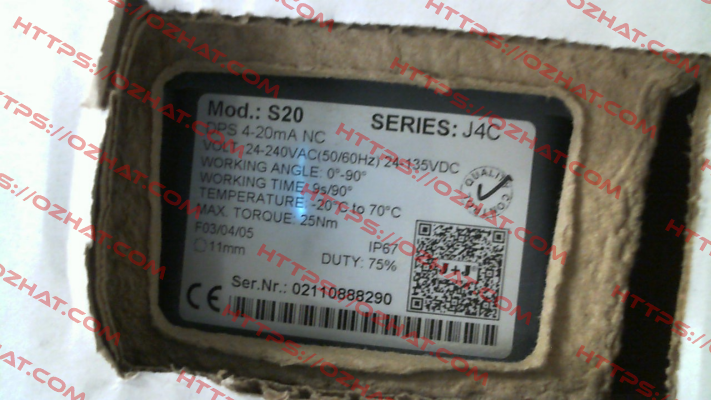 Mod.: S20
SERIES: J4C
DPS 4-20mA NC
VOLT.:24-240VAC(50/60Hz)/24-135VDC
WORKING ANGLE: 0°-90°
WORKING TIME: 9s/90°
TEMPERATURE: -20°C to 70°C
MAX. TORQUE: 25Nm
F03/04/05
IP67
11mm
DUTY: 75%
QUALITY CONTROL
J+J
Ser.Nr.: 02110888290
CE
HTTPS://OZHAT.COM